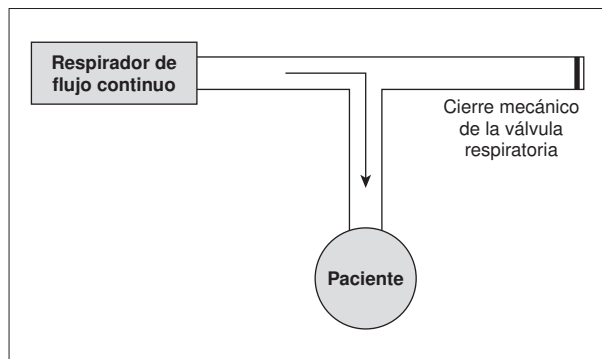 Respirador de
flujo continuo
Cierre mecánico
de la válvula
respiratoria
Paciente